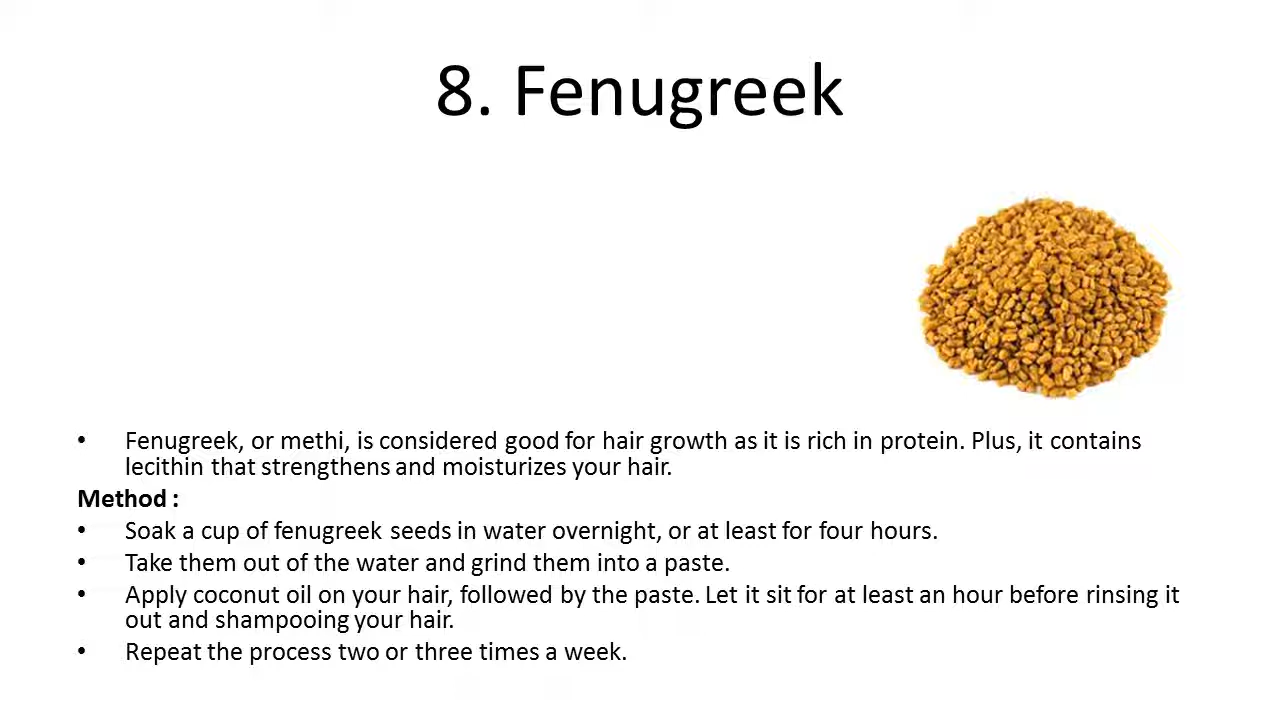 8. Fenugreek
• Fenugreek, or methi, is considered good for hair growth as it is rich in protein. Plus, it contains
lecithin that strengthens and moisturizes your hair.
Method :
• Soak a cup of fenugreek seeds in water overnight, or at least for four hours.
• Take them out of the water and grind them into a paste.
• Apply coconut oil on your hair, followed by the paste. Let it sit for at least an hour before rinsing it
out and shampooing your hair.
• Repeat the process two or three times a week.